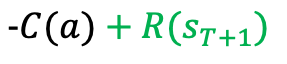 -C(a) + R(s_{T+1})